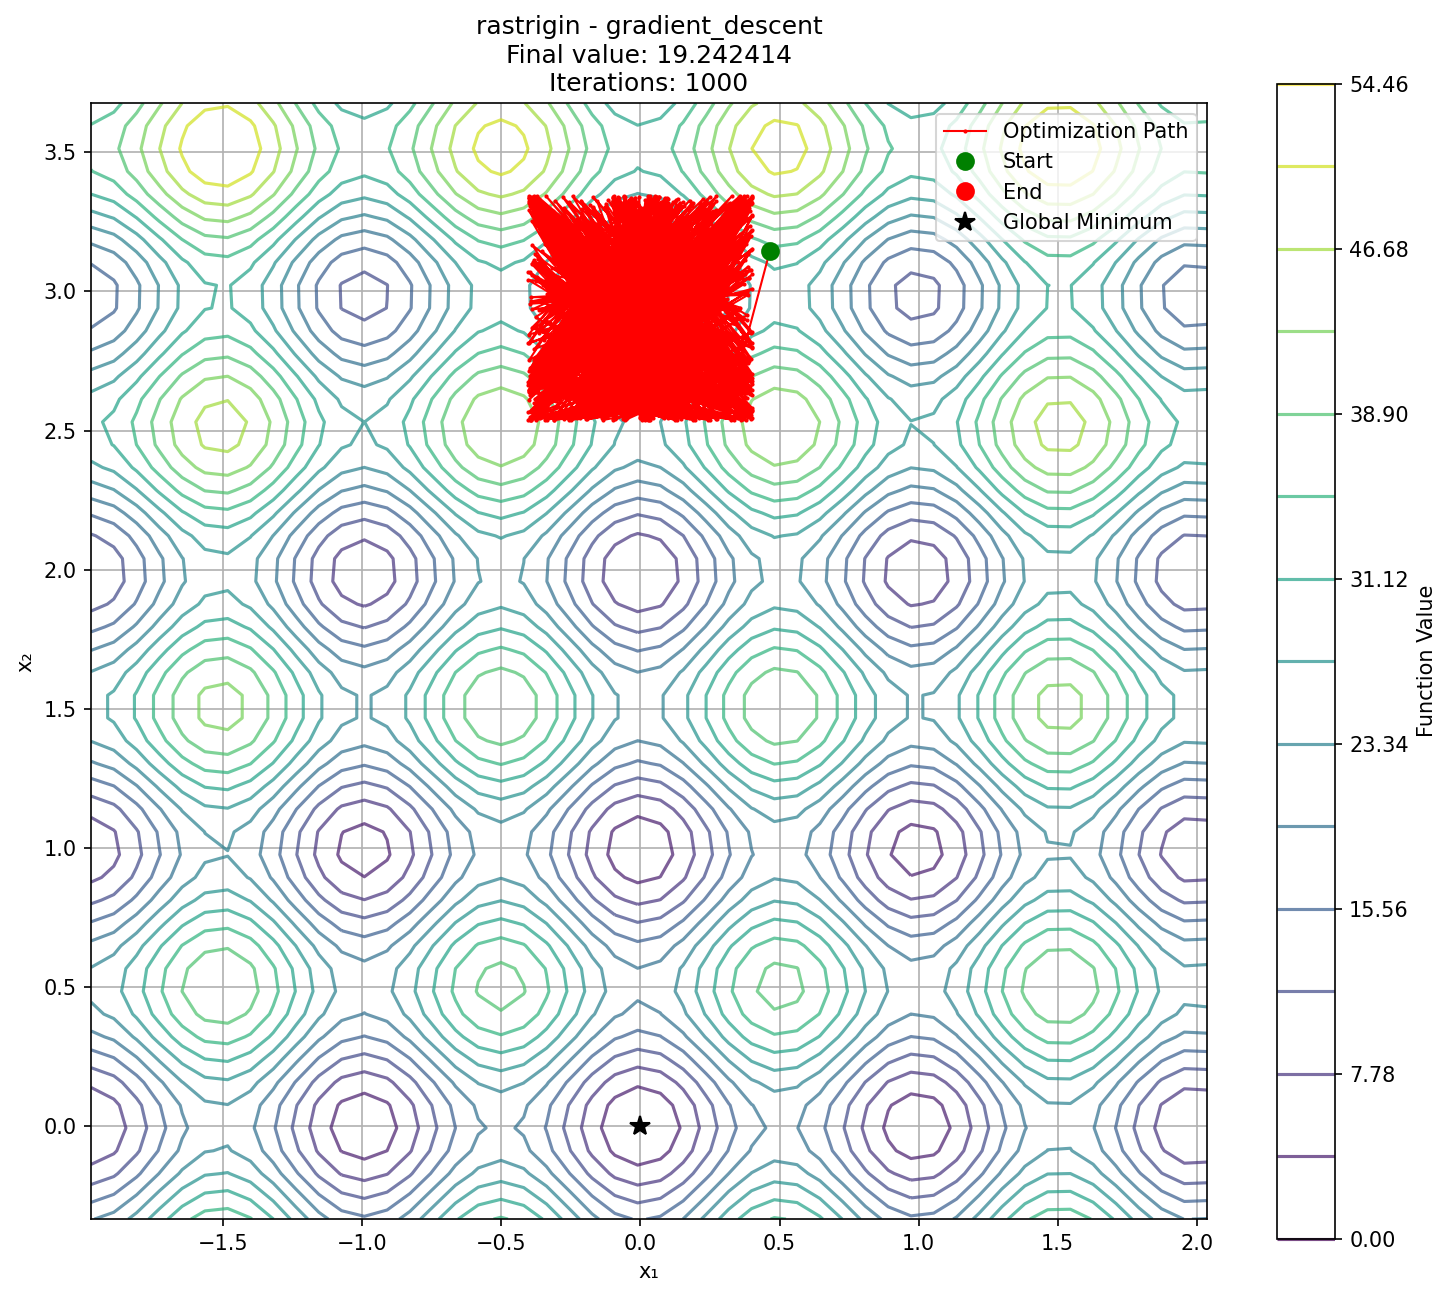 rastrigin - gradient_descent
Final value: 19.242414
Iterations: 1000
Optimization Path
Start
End
Global Minimum
3.5
3.0
2.5
2.0
1.5
1.0
0.5
0.0
x₂
−1.5
−1.0
−0.5
0.0
0.5
1.0
1.5
2.0
x₁
54.46
46.68
38.90
31.12
23.34
15.56
7.78
0.00
Function Value